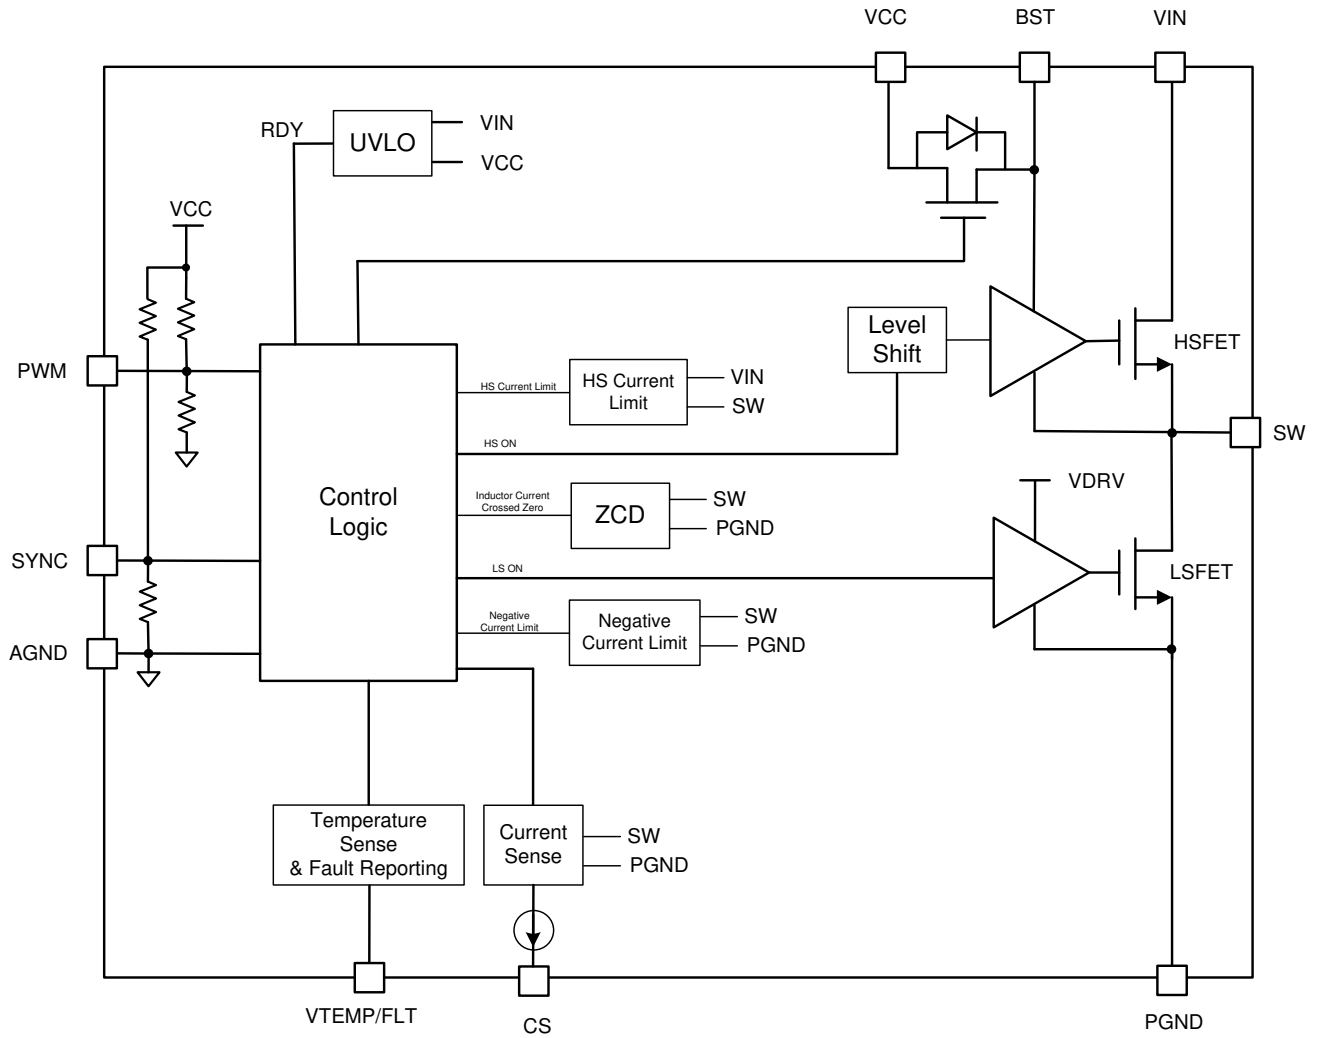 VCC
BST
VIN
RDY
UVLO
VIN
VCC
VCC
Level
Shift
HSFET
PWM
HS Current Limit
HS Current
Limit
VIN
SW
HS ON
SW
Control
Logic
Inductor Current
Crossed Zero
ZCD
SW
PGND
VDRV
SYNC
LS ON
LSFET
Negative
Current Limit
Negative
Current Limit
SW
PGND
AGND
Temperature
Sense
& Fault Reporting
Current
Sense
SW
PGND
VTEMP/FLT
CS
PGND